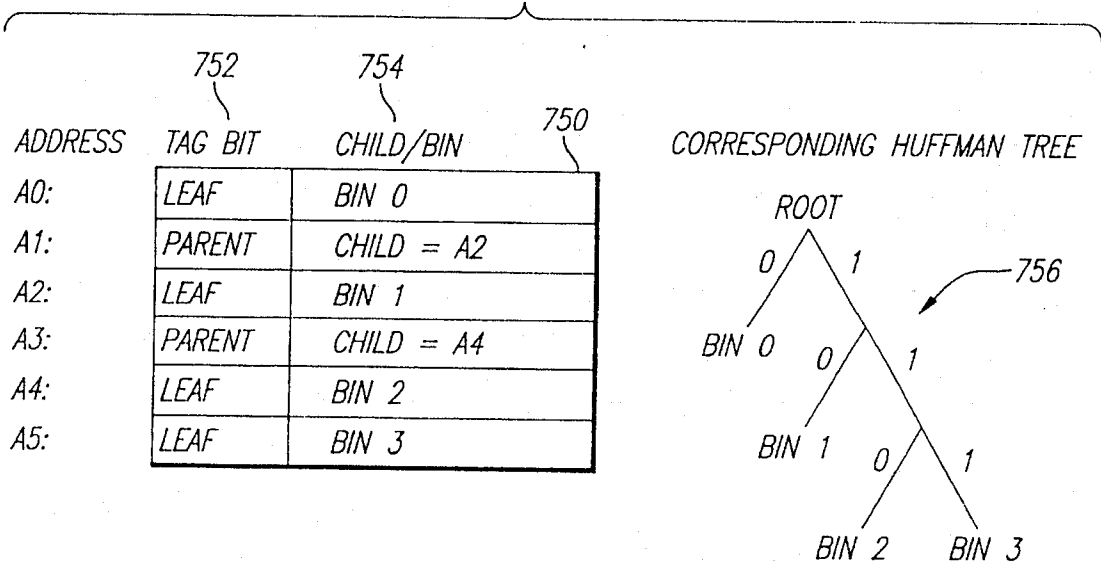 752 754
750
ADDRESS TAG BIT CHILD/BIN
A0: LEAF BIN 0
A1: PARENT CHILD = A2
A2: LEAF BIN 1
A3: PARENT CHILD = A4
A4: LEAF BIN 2
A5: LEAF BIN 3
CORRESPONDING HUFFMAN TREE
ROOT
0 1
756
BIN 0 0 1
BIN 1 0 1
BIN 2 BIN 3